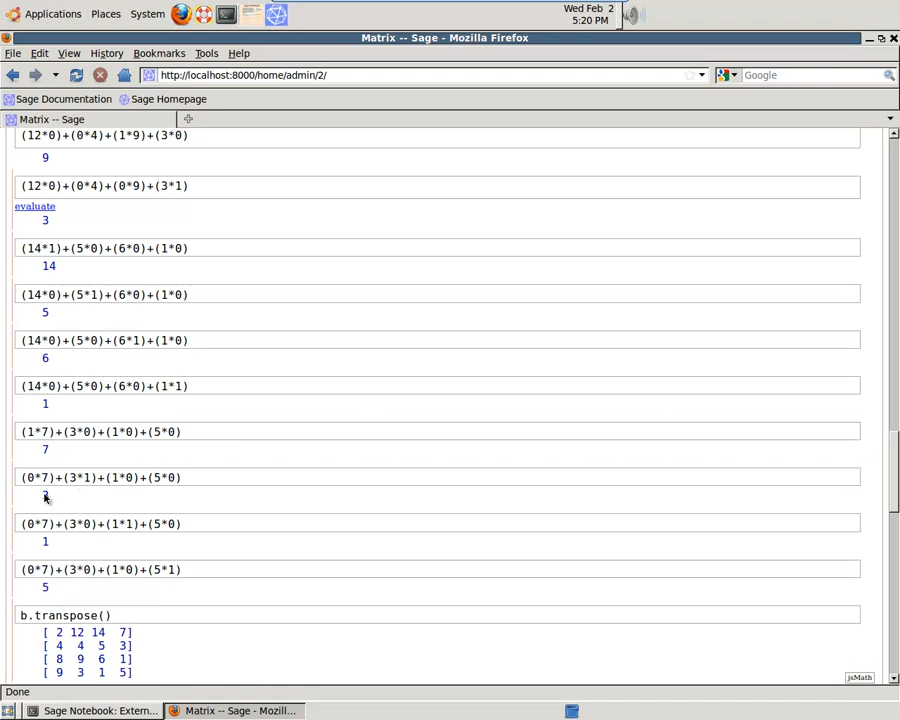 Applications Places System
Wed Feb 2
5:20 PM
Matrix -- Sage - Mozilla Firefox
File Edit View History Bookmarks Tools Help
http://localhost:8000/home/admin/2/
Google
Sage Documentation Sage Homepage
Matrix -- Sage
(12*0)+(0*4)+(1*9)+(3*0)
9
(12*0)+(0*4)+(0*9)+(3*1)
evaluate
3
(14*1)+(5*0)+(6*0)+(1*0)
14
(14*0)+(5*1)+(6*0)+(1*0)
5
(14*0)+(5*0)+(6*1)+(1*0)
6
(14*0)+(5*0)+(6*0)+(1*1)
1
(1*7)+(3*0)+(1*0)+(5*0)
7
(0*7)+(3*1)+(1*0)+(5*0)
(0*7)+(3*0)+(1*1)+(5*0)
1
(0*7)+(3*0)+(1*0)+(5*1)
5
b.transpose()
[ 2 12 14 7]
[ 4 4 5 3]
[ 8 9 6 1]
[ 9 3 1 5]
jsMath
Done
Sage Notebook: Extern...
Matrix -- Sage - Mozill...